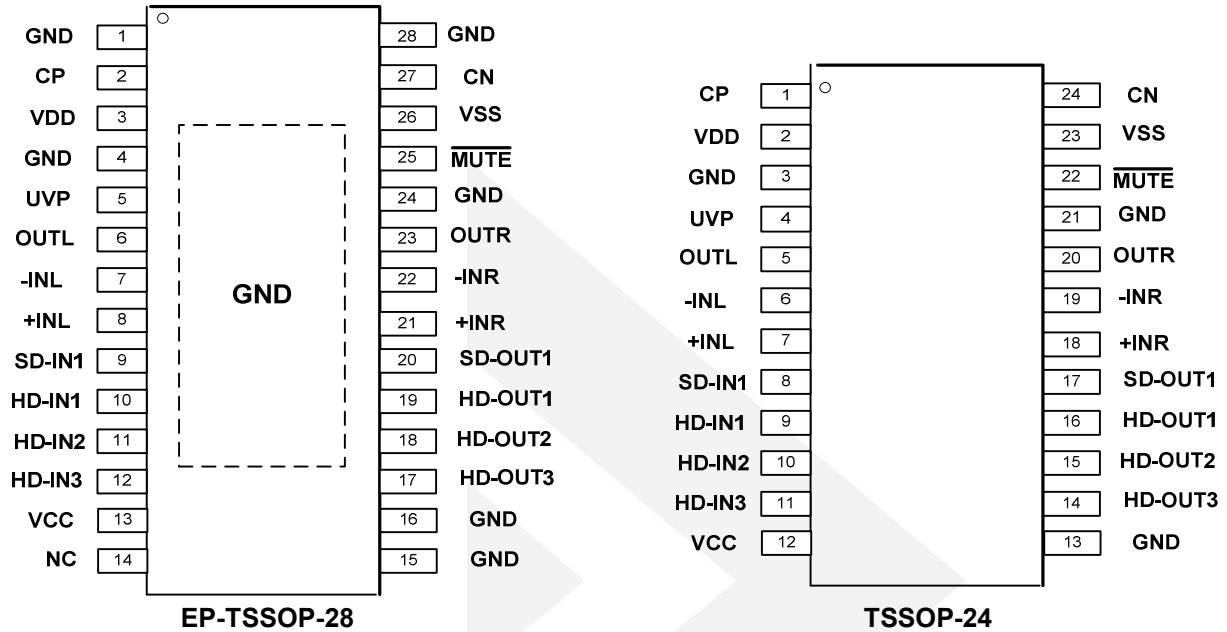 GND 1 28 GND
CP 2 27 CN
VDD 3 26 VSS
GND 4 25 MUTE
UVP 5 24 GND
OUTL 6 23 OUTR
-INL 7 22 -INR
+INL 8 21 +INR
SD-IN1 9 20 SD-OUT1
HD-IN1 10 19 HD-OUT1
HD-IN2 11 18 HD-OUT2
HD-IN3 12 17 HD-OUT3
VCC 13 16 GND
NC 14 15 GND
GND
EP-TSSOP-28
CP 1 24 CN
VDD 2 23 VSS
GND 3 22 MUTE
UVP 4 21 GND
OUTL 5 20 OUTR
-INL 6 19 -INR
+INL 7 18 +INR
SD-IN1 8 17 SD-OUT1
HD-IN1 9 16 HD-OUT1
HD-IN2 10 15 HD-OUT2
HD-IN3 11 14 HD-OUT3
VCC 12 13 GND
TSSOP-24